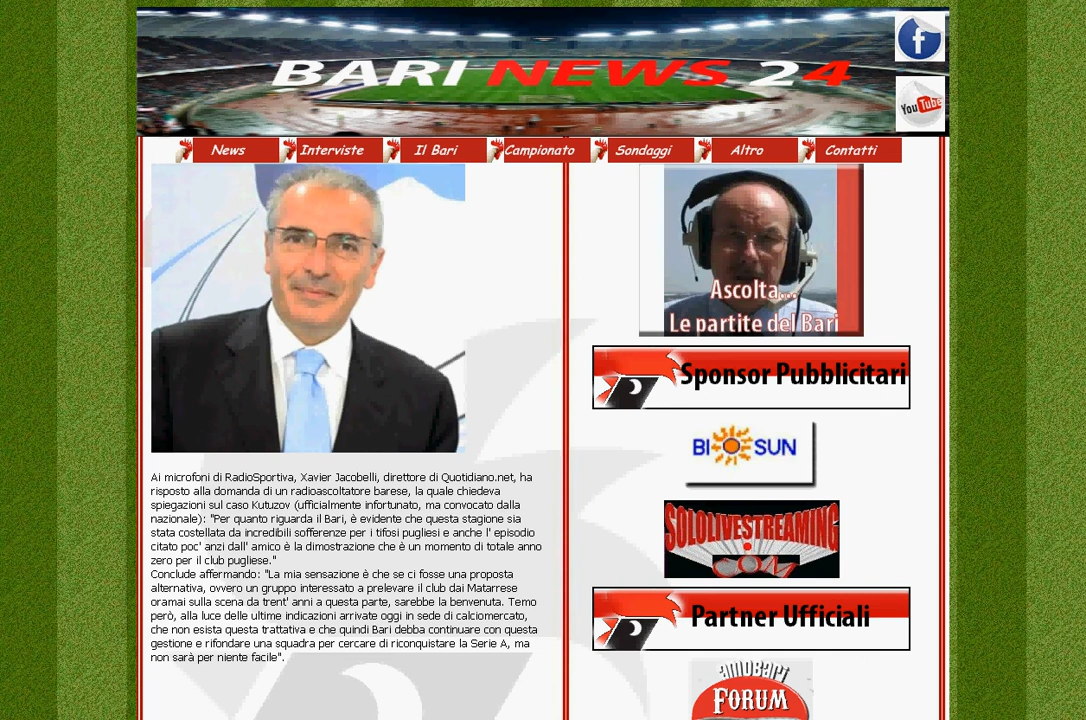 BARI NEWS 24
f
You Tube
News
Interviste
Il Bari
Campionato
Sondaggi
Altro
Contatti
Ascolta...
Le partite del Bari
Sponsor Pubblicitari
BI SUN
SOLOLIVESTREAMING
.COM
Partner Ufficiali
AMOBARI
FORUM
Ai microfoni di RadioSportiva, Xavier Jacobelli, direttore di Quotidiano.net, ha
risposto alla domanda di un radioascoltatore barese, la quale chiedeva
spiegazioni sul caso Kutuzov (ufficialmente infortunato, ma convocato dalla
nazionale): "Per quanto riguarda il Bari, è evidente che questa stagione sia
stata costellata da incredibili sofferenze per i tifosi pugliesi e anche l' episodio
citato poc' anzi dall' amico è la dimostrazione che è un momento di totale anno
zero per il club pugliese."
Conclude affermando: "La mia sensazione è che se ci fosse una proposta
alternativa, ovvero un gruppo interessato a prelevare il club dai Matarrese
oramai sulla scena da trent' anni a questa parte, sarebbe la benvenuta. Temo
però, alla luce delle ultime indicazioni arrivate oggi in sede di calciomercato,
che non esista questa trattativa e che quindi Bari debba continuare con questa
gestione e rifondare una squadra per cercare di riconquistare la Serie A, ma
non sarà per niente facile".